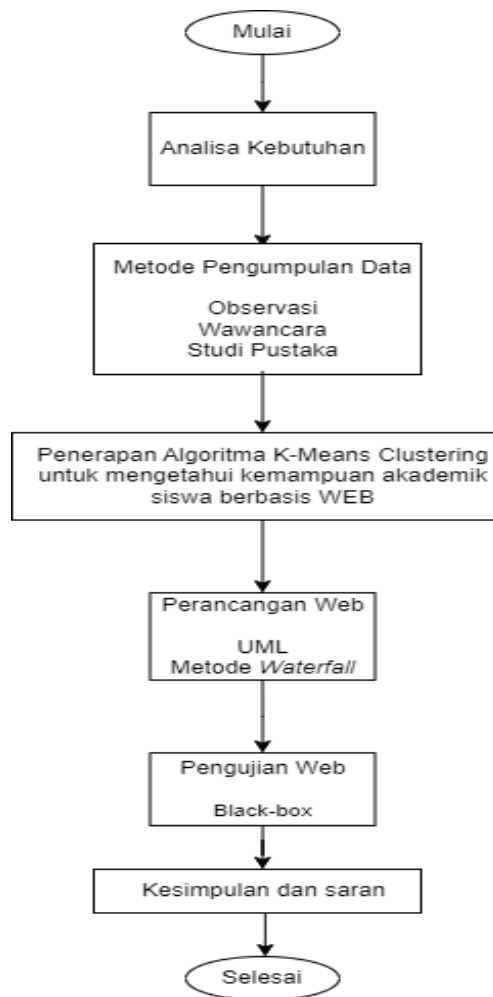 Mulai
Analisa Kebutuhan
Metode Pengumpulan Data
Observasi
Wawancara
Studi Pustaka
Penerapan Algoritma K-Means Clustering
untuk mengetahui kemampuan akademik
siswa berbasis WEB
Perancangan Web
UML
Metode Waterfall
Pengujian Web
Black-box
Kesimpulan dan saran
Selesai